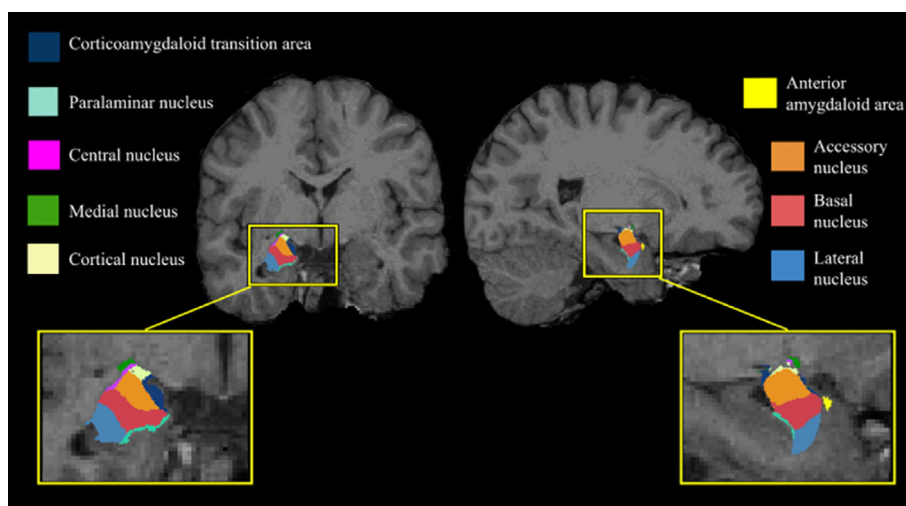 Corticoamygdaloid transition area
Paralaminar nucleus
Central nucleus
Medial nucleus
Cortical nucleus
Anterior
amygdaloid area
Accessory
nucleus
Basal
nucleus
Lateral
nucleus